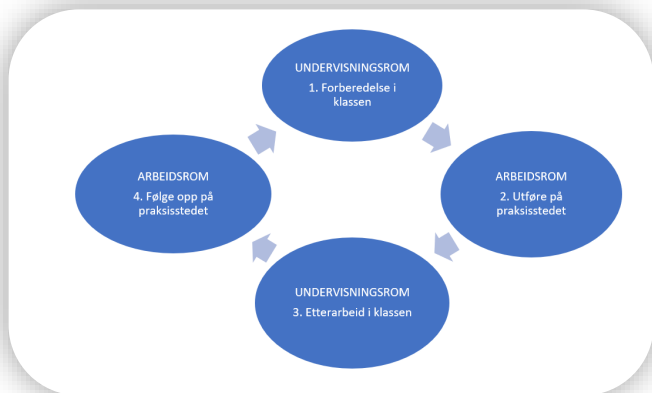 UNDERVISNINGSROM
1. Forberedelse i
klassen
ARBEIDSROM
2. Utføre på
praksisstedet
UNDERVISNINGSROM
3. Etterarbeid i klassen
ARBEIDSROM
4. Følge opp på
praksisstedet